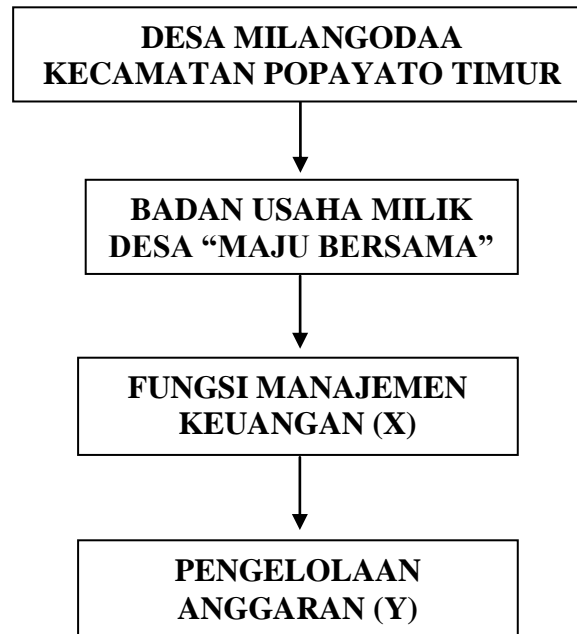 DESA MILANGODAA
KECAMATAN POPAYATO TIMUR
BADAN USAHA MILIK
DESA “MAJU BERSAMA”
FUNGSI MANAJEMEN
KEUANGAN (X)
PENGELOLAAN
ANGGARAN (Y)